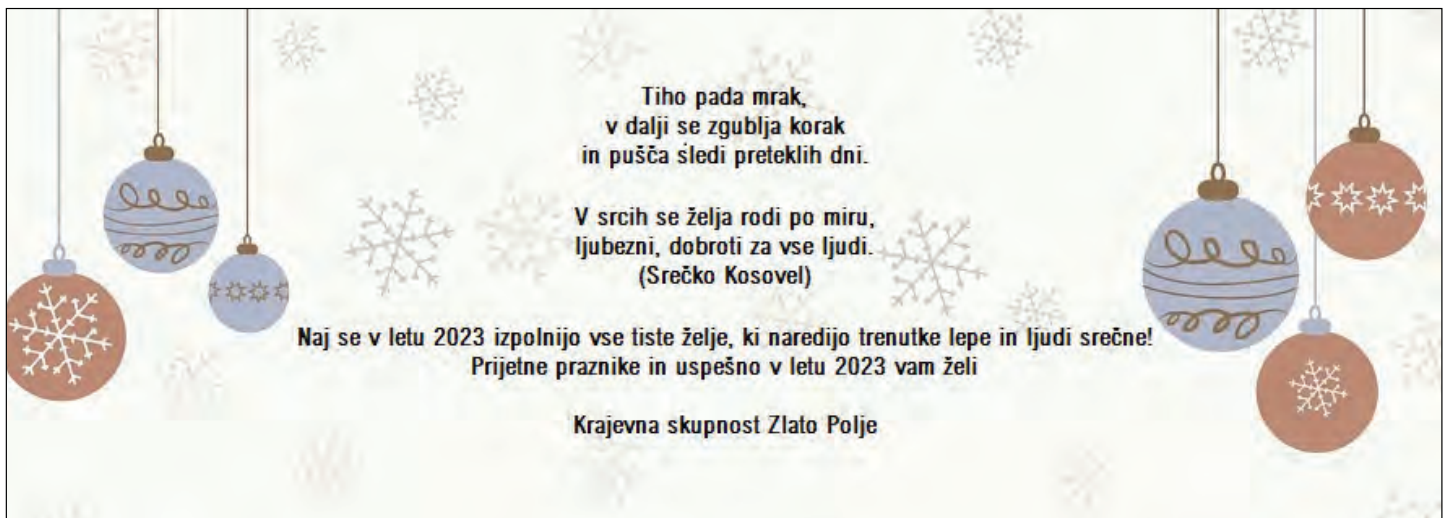 Tiho pada mrak,
v dalji se zgublja korak
in pušča sledi preteklih dni.
V srcih se želja rodi po miru,
ljubezni, dobroti za vse ljudi.
(Srečko Kosovel)
Naj se v letu 2023 izpolnijo vse tiste želje, ki naredijo trenutke lepe in ljudi srečne!
Prijetne praznike in uspešno v letu 2023 vam želi
Krajevna skupnost Zlato Polje